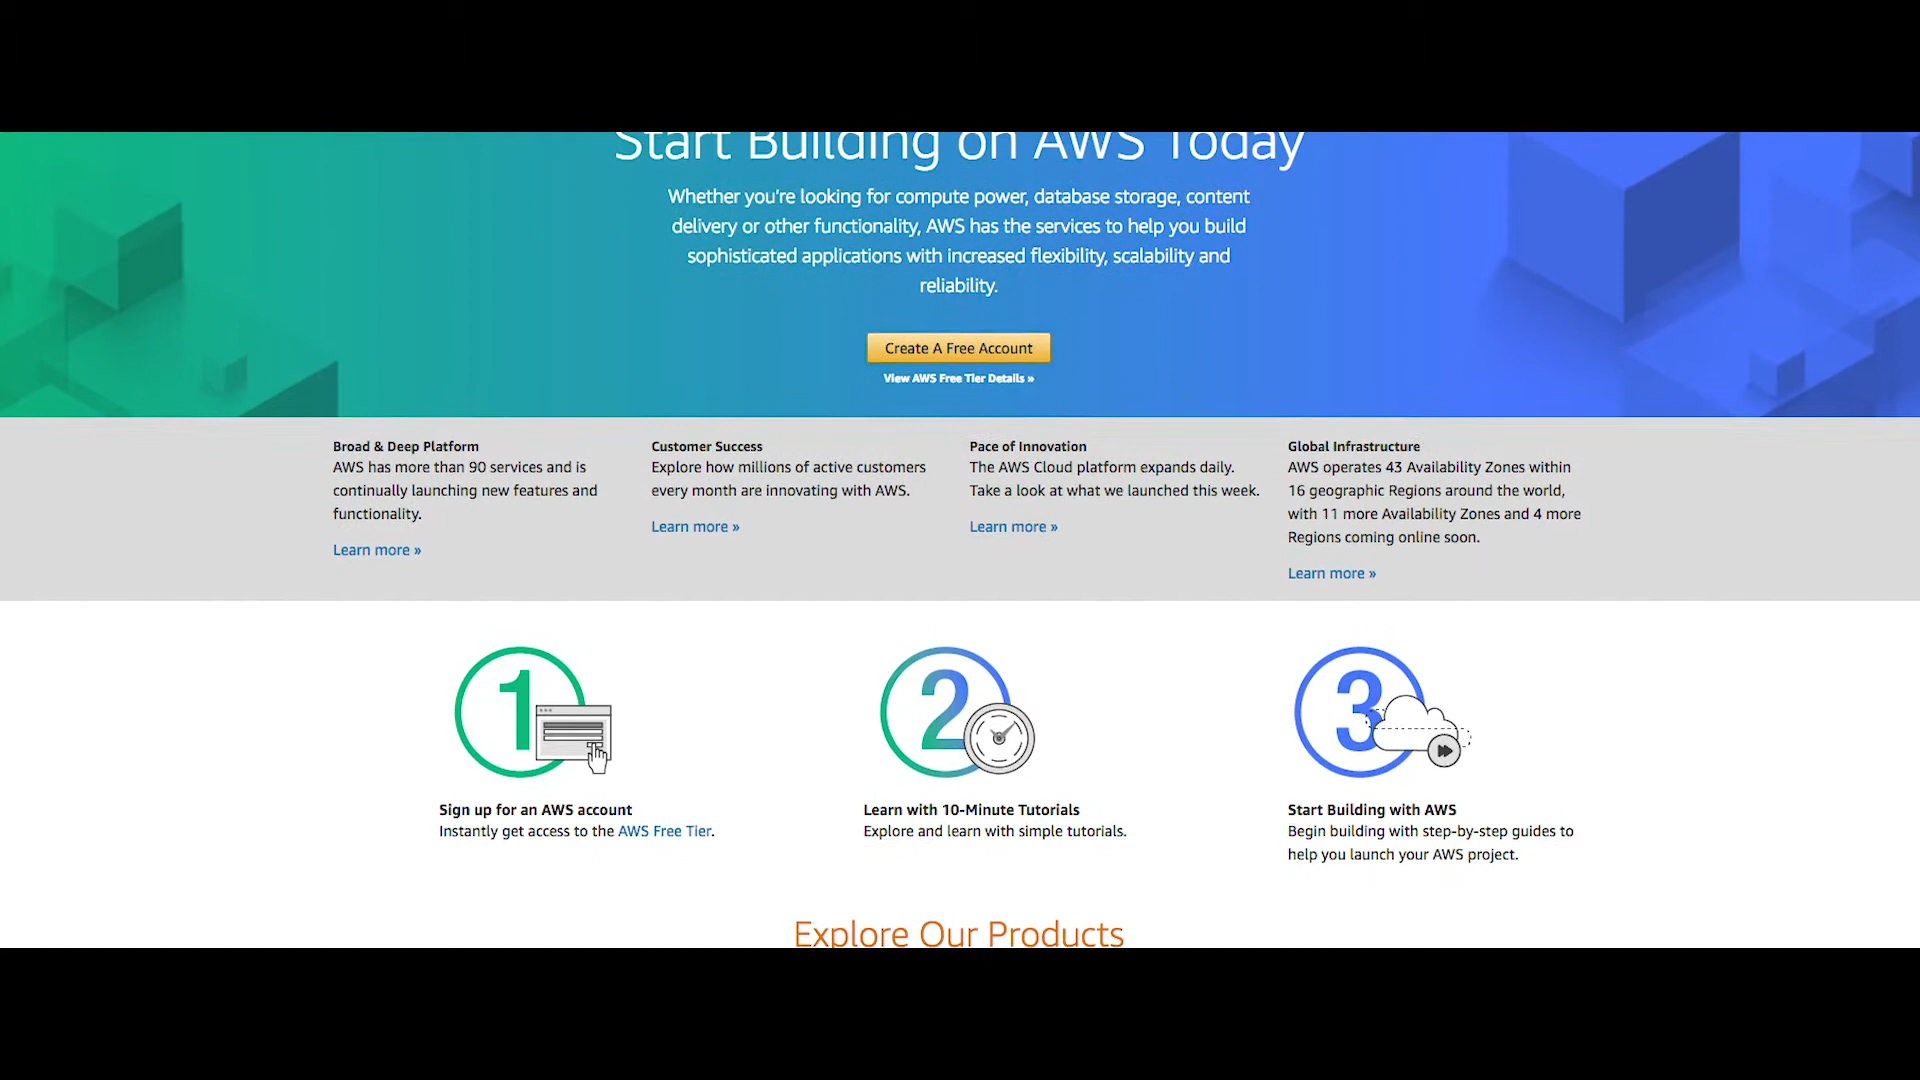 Start Building on AWS Today
Whether you're looking for compute power, database storage, content
delivery or other functionality, AWS has the services to help you build
sophisticated applications with increased flexibility, scalability and
reliability.
Create A Free Account
View AWS Free Tier Details »
Broad & Deep Platform
AWS has more than 90 services and is
continually launching new features and
functionality.
Learn more »
Customer Success
Explore how millions of active customers
every month are innovating with AWS.
Learn more »
Pace of Innovation
The AWS Cloud platform expands daily.
Take a look at what we launched this week.
Learn more »
Global Infrastructure
AWS operates 43 Availability Zones within
16 geographic Regions around the world,
with 11 more Availability Zones and 4 more
Regions coming online soon.
Learn more »
1
Sign up for an AWS account
Instantly get access to the AWS Free Tier.
2
Learn with 10-Minute Tutorials
Explore and learn with simple tutorials.
3
Start Building with AWS
Begin building with step-by-step guides to
help you launch your AWS project.
Explore Our Products